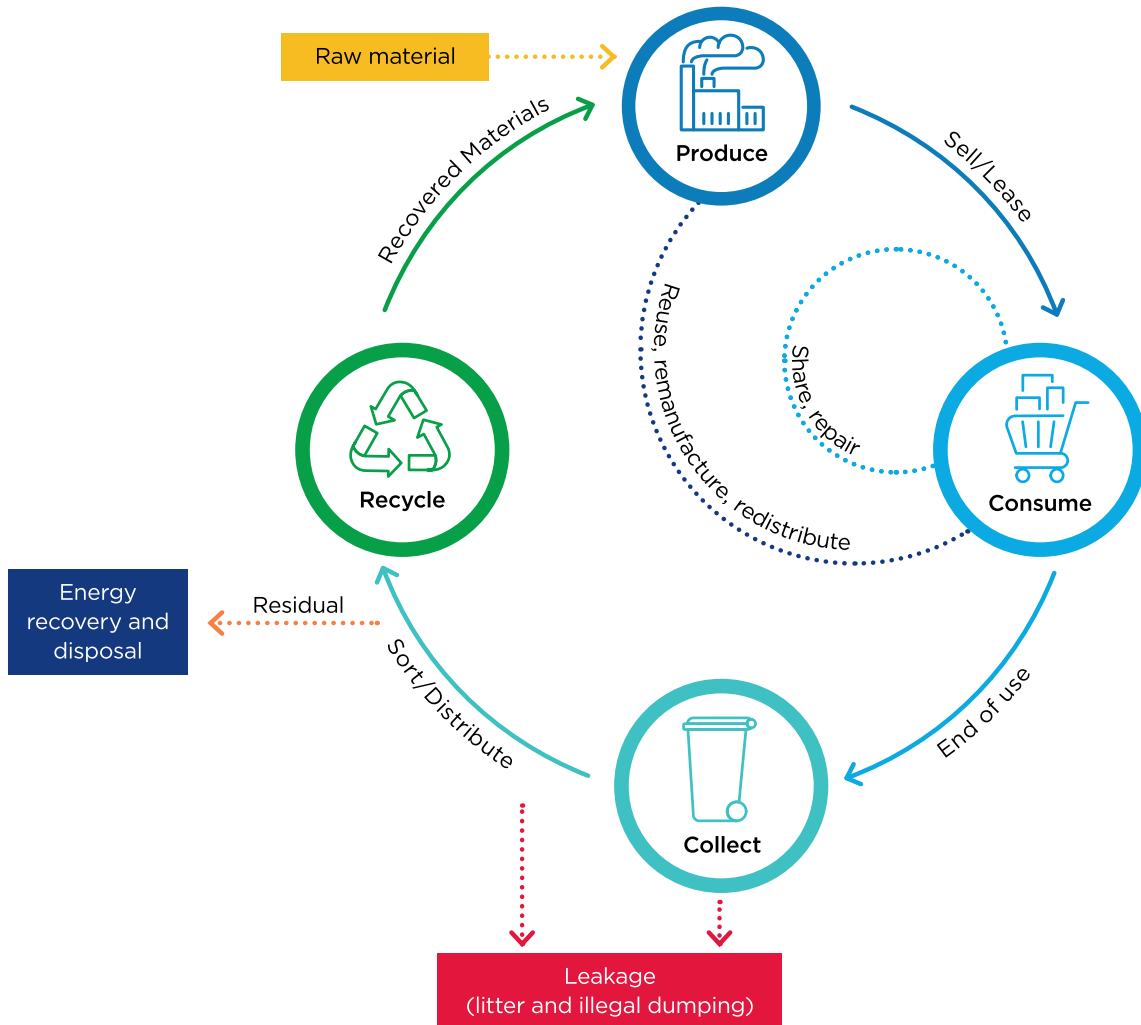 Raw material
Produce
Sell/Lease
Recovered Materials
Reuse, remanufacture, redistribute
Share, repair
Recycle
Consume
Energy
recovery and
disposal
Residual
Sort/Distribute
End of use
Collect
Leakage
(litter and illegal dumping)